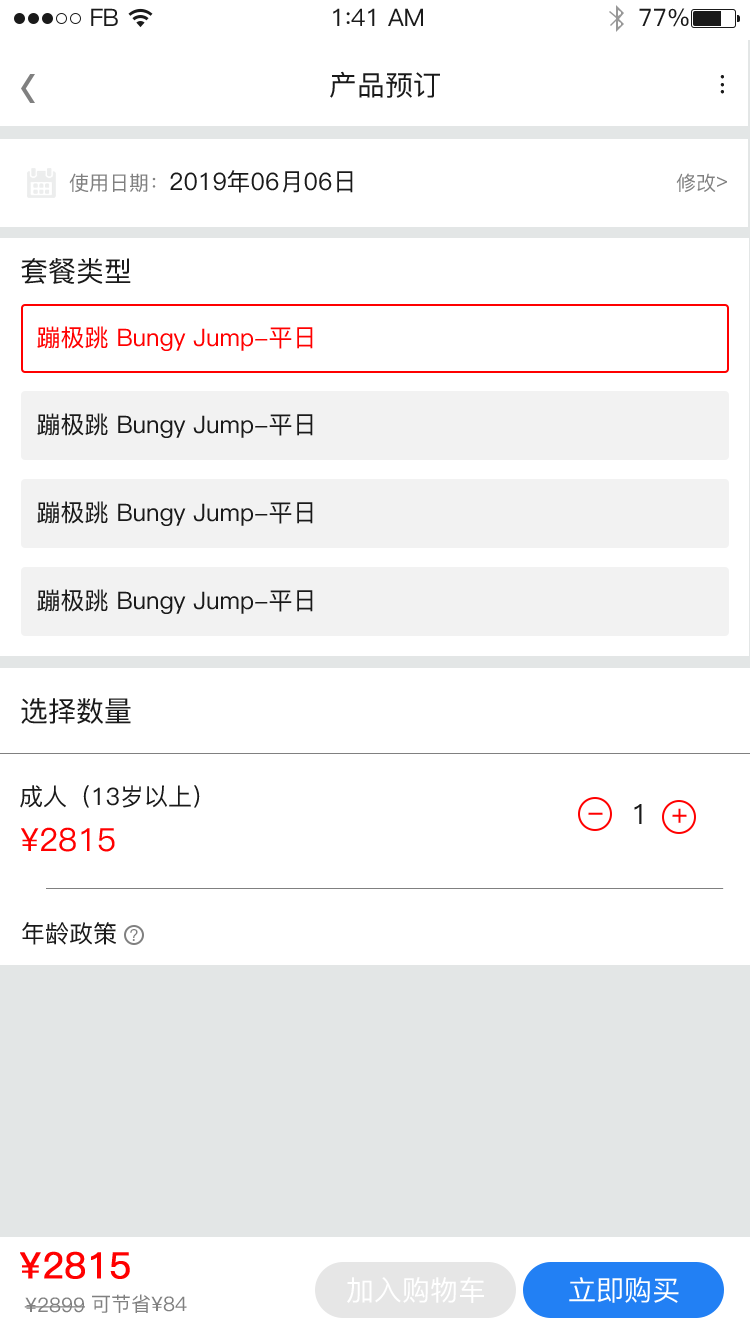 FB 1:41 AM 77%
产品预订
使用日期: 2019年06月06日 修改>
套餐类型
蹦极跳 Bungy Jump-平日
蹦极跳 Bungy Jump-平日
蹦极跳 Bungy Jump-平日
蹦极跳 Bungy Jump-平日
选择数量
成人（13岁以上）
¥2815
1
年龄政策 ?
¥2815
¥2899 可节省¥84
加入购物车
立即购买